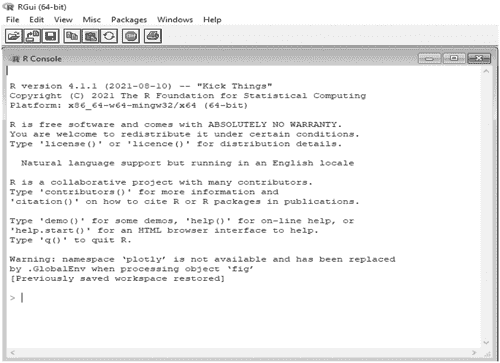 RGui (64-bit)
File Edit View Misc Packages Windows Help
R Console
R version 4.1.1 (2021-08-10) -- "Kick Things"
Copyright (C) 2021 The R Foundation for Statistical Computing
Platform: x86_64-w64-mingw32/x64 (64-bit)
R is free software and comes with ABSOLUTELY NO WARRANTY.
You are welcome to redistribute it under certain conditions.
Type 'license()' or 'licence()' for distribution details.
Natural language support but running in an English locale
R is a collaborative project with many contributors.
Type 'contributors()' for more information and
'citation()' on how to cite R or R packages in publications.
Type 'demo()' for some demos, 'help()' for on-line help, or
'help.start()' for an HTML browser interface to help.
Type 'q()' to quit R.
Warning: namespace ‘plotly’ is not available and has been replaced
by .GlobalEnv when processing object ‘fig’
[Previously saved workspace restored]
>